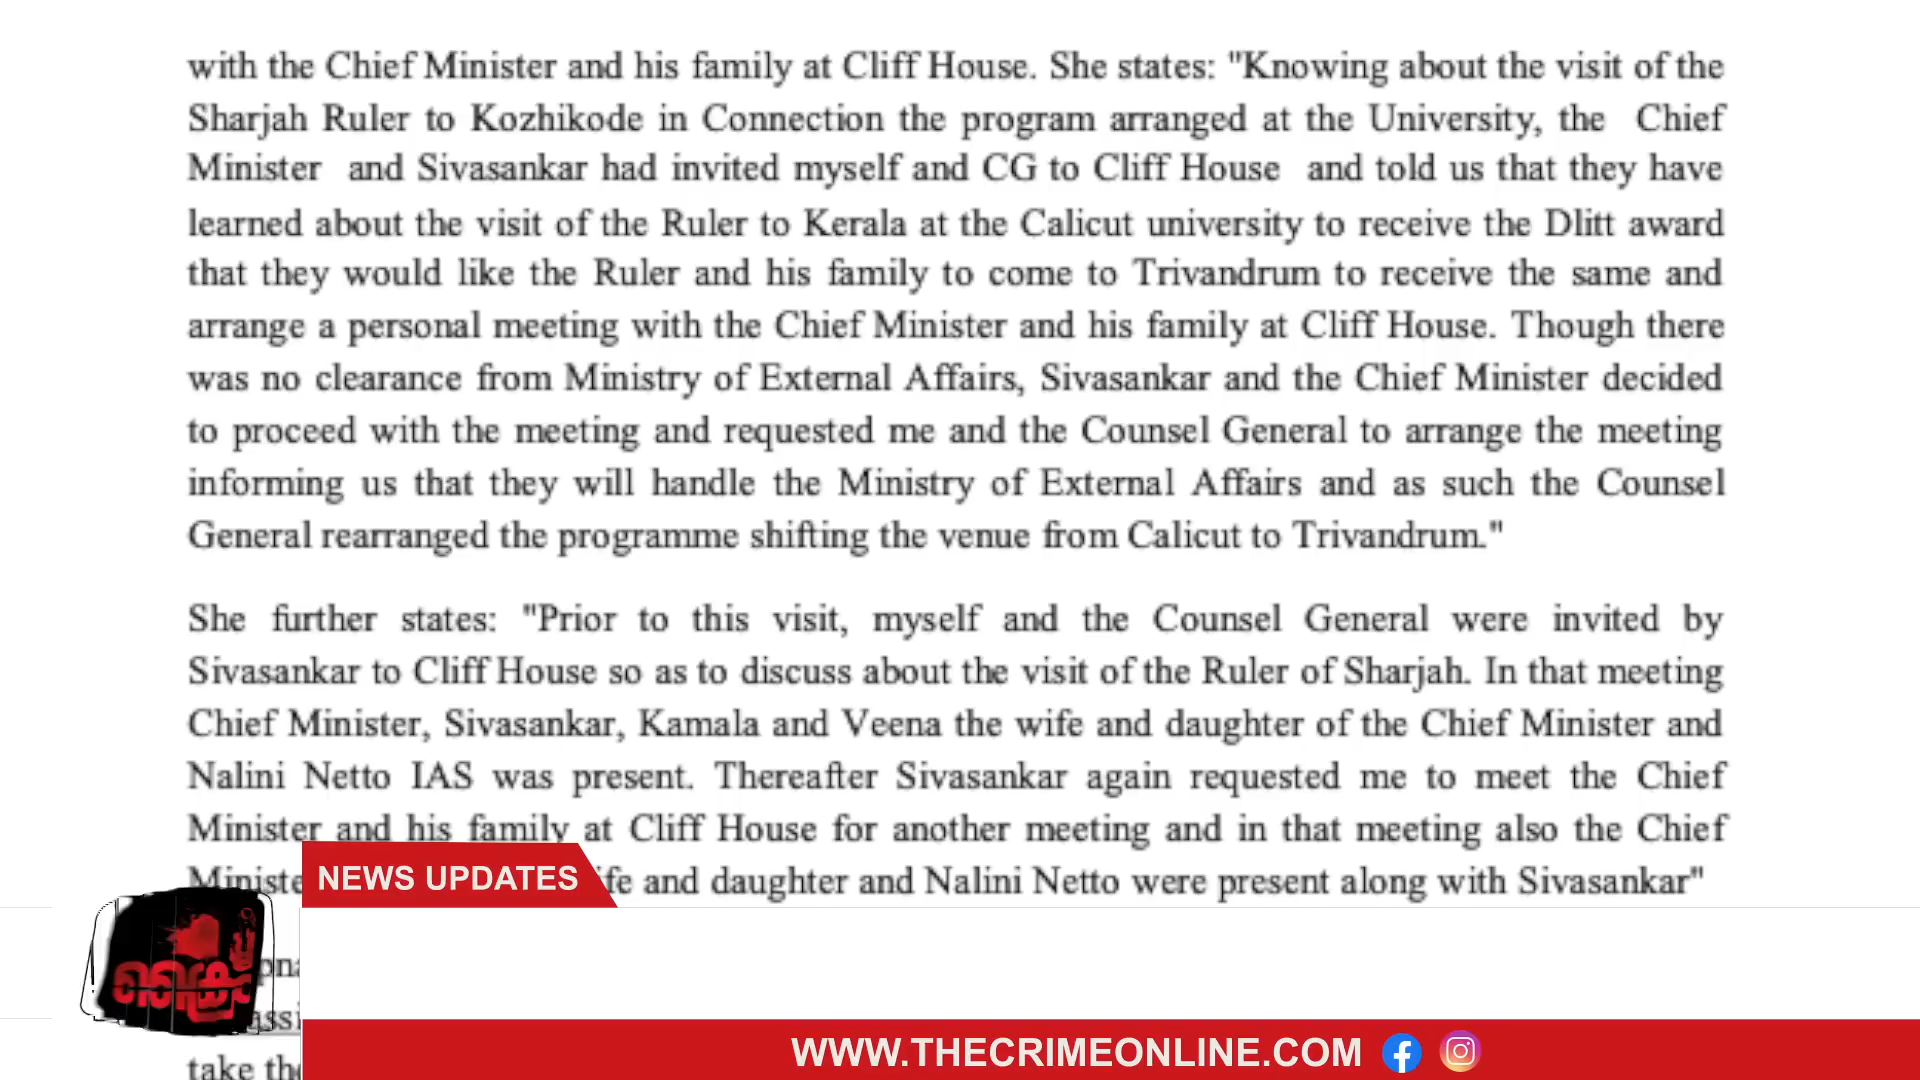 with the Chief Minister and his family at Cliff House. She states: "Knowing about the visit of the
Sharjah Ruler to Kozhikode in Connection the program arranged at the University, the Chief
Minister and Sivasankar had invited myself and CG to Cliff House and told us that they have
learned about the visit of the Ruler to Kerala at the Calicut university to receive the Dlitt award
that they would like the Ruler and his family to come to Trivandrum to receive the same and
arrange a personal meeting with the Chief Minister and his family at Cliff House. Though there
was no clearance from Ministry of External Affairs, Sivasankar and the Chief Minister decided
to proceed with the meeting and requested me and the Counsel General to arrange the meeting
informing us that they will handle the Ministry of External Affairs and as such the Counsel
General rearranged the programme shifting the venue from Calicut to Trivandrum."
She further states: "Prior to this visit, myself and the Counsel General were invited by
Sivasankar to Cliff House so as to discuss about the visit of the Ruler of Sharjah. In that meeting
Chief Minister, Sivasankar, Kamala and Veena the wife and daughter of the Chief Minister and
Nalini Netto IAS was present. Thereafter Sivasankar again requested me to meet the Chief
Minister and his family at Cliff House for another meeting and in that meeting also the Chief
and daughter and Nalini Netto were present along with Sivasankar"
NEWS UPDATES
ക്രൈം
take
WWW.THECRIMEONLINE.COM